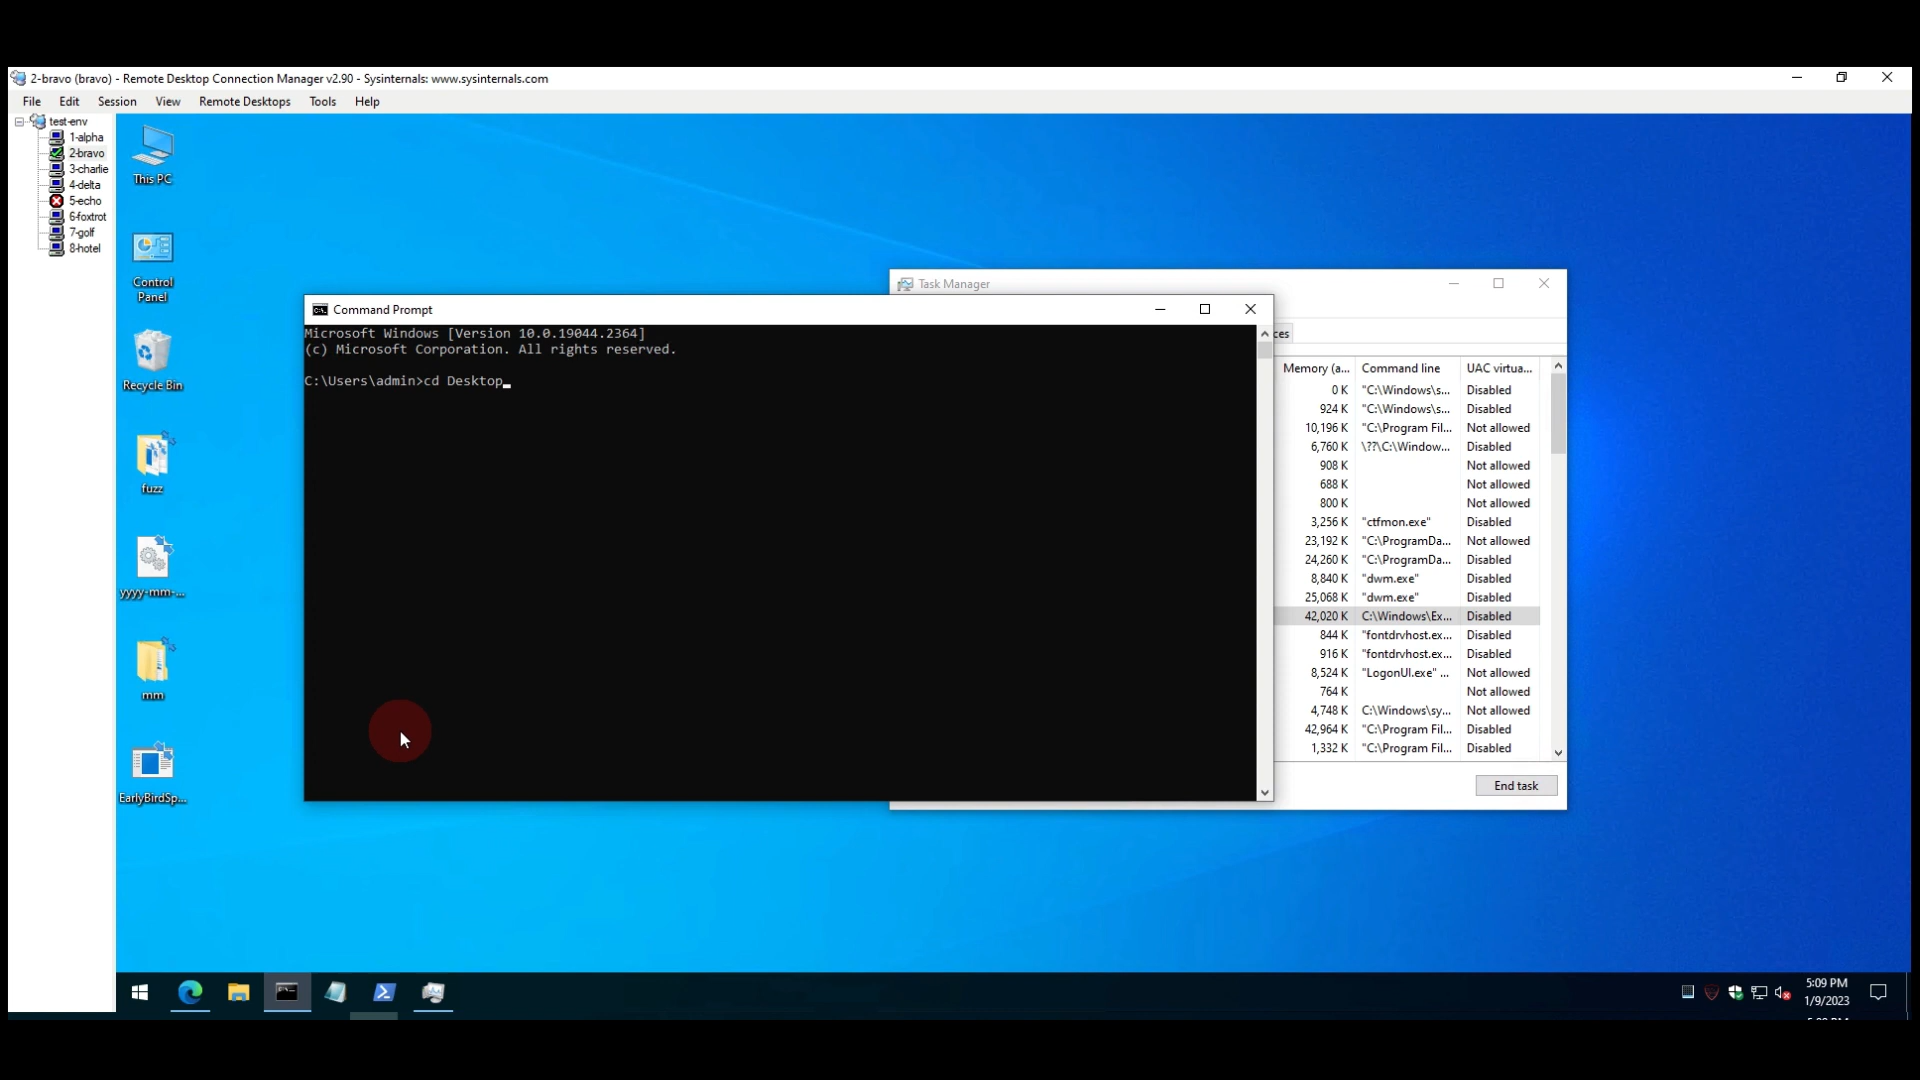 2-bravo (bravo) - Remote Desktop Connection Manager v2.90 - Sysinternals: www.sysinternals.com
File Edit Session View Remote Desktops Tools Help
test-env
1-alpha
2-bravo
3-charlie
4-delta
5-echo
6-foxtrot
7-golf
8-hotel
This PC
Control
Panel
Recycle Bin
fuzz
yyyy-mm-...
mm
EarlyBirdSp...
Command Prompt
Microsoft Windows [Version 10.0.19044.2364]
(c) Microsoft Corporation. All rights reserved.
C:\Users\admin>cd Desktop
Task Manager
ces
Memory (a... Command line UAC virtua...
0 K "C:\Windows\s... Disabled
924 K "C:\Windows\s... Disabled
10,196 K "C:\Program Fil... Not allowed
6,760 K \??\C:\Window... Disabled
908 K Not allowed
688 K Not allowed
800 K Not allowed
3,256 K "ctfmon.exe" Disabled
23,192 K "C:\ProgramDa... Not allowed
24,260 K "C:\ProgramDa... Disabled
8,840 K "dwm.exe" Disabled
25,068 K "dwm.exe" Disabled
42,020 K C:\Windows\Ex... Disabled
844 K "fontdrvhost.ex... Disabled
916 K "fontdrvhost.ex... Disabled
8,524 K "LogonUI.exe" ... Not allowed
764 K Not allowed
4,748 K C:\Windows\sy... Not allowed
42,964 K "C:\Program Fil... Disabled
1,332 K "C:\Program Fil... Disabled
End task
5:09 PM
1/9/2023